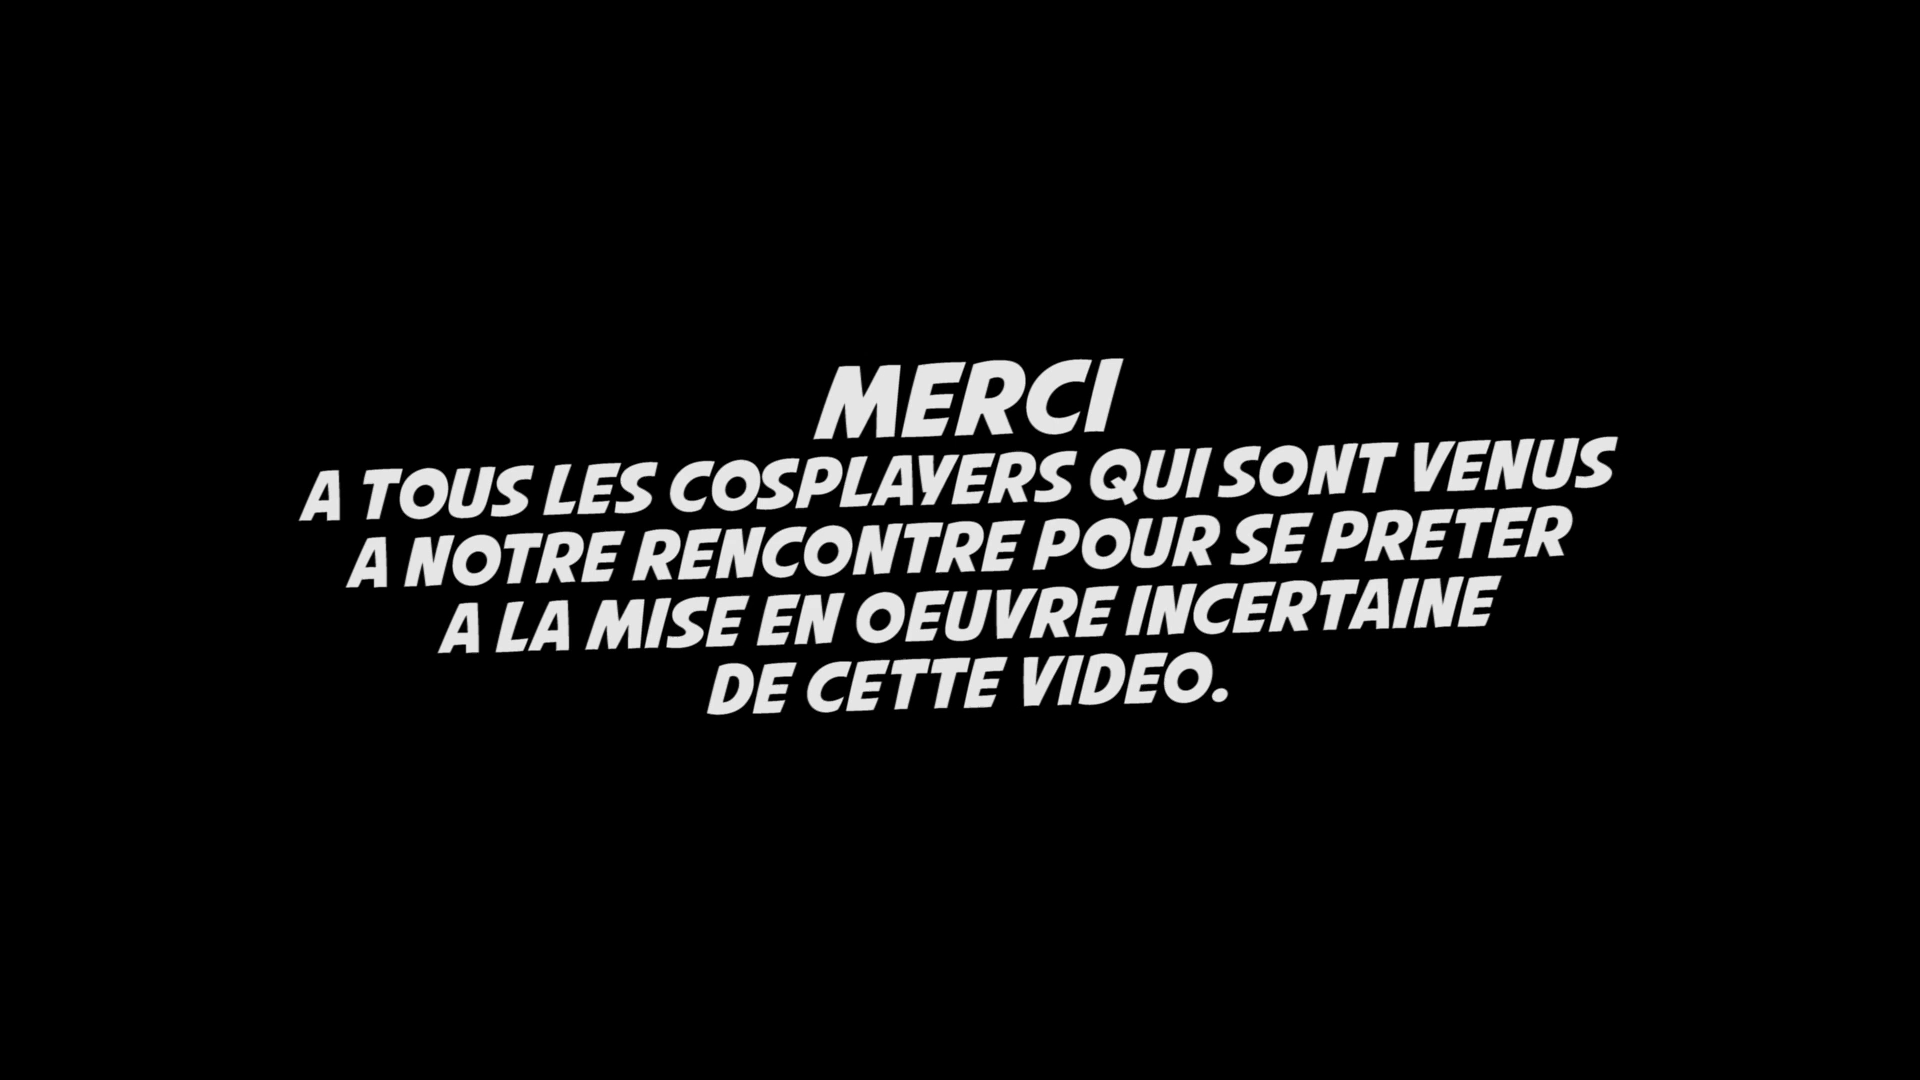 MERCI
A TOUS LES COSPLAYERS QUI SONT VENUS
A NOTRE RENCONTRE POUR SE PRETER
A LA MISE EN OEUVRE INCERTAINE
DE CETTE VIDEO.